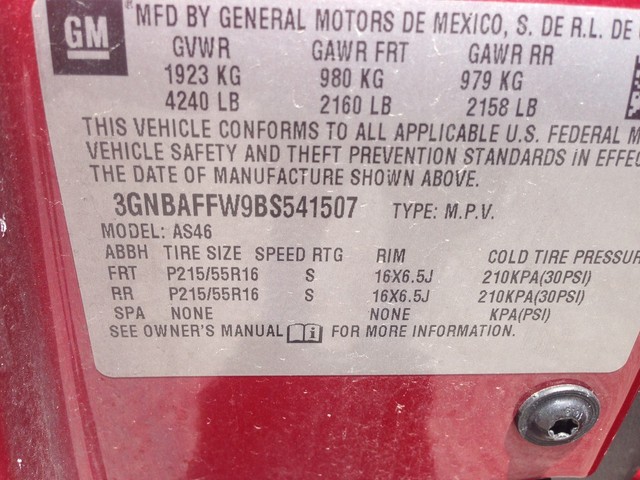 GM
MFD BY GENERAL MOTORS DE MEXICO, S. DE R.L. DE
GVWR GAWR FRT GAWR RR
1923 KG 980 KG 979 KG
4240 LB 2160 LB 2158 LB
THIS VEHICLE CONFORMS TO ALL APPLICABLE U.S. FEDERAL M
VEHICLE SAFETY AND THEFT PREVENTION STANDARDS IN EFFEC
THE DATE OF MANUFACTURE SHOWN ABOVE.
3GNBAFFW9BS541507 TYPE: M.P.V.
MODEL: AS46
ABBH TIRE SIZE SPEED RTG RIM COLD TIRE PRESSUR
FRT P215/55R16 S 16X6.5J 210KPA(30PSI)
RR P215/55R16 S 16X6.5J 210KPA(30PSI)
SPA NONE NONE KPA(PSI)
SEE OWNER'S MANUAL FOR MORE INFORMATION.